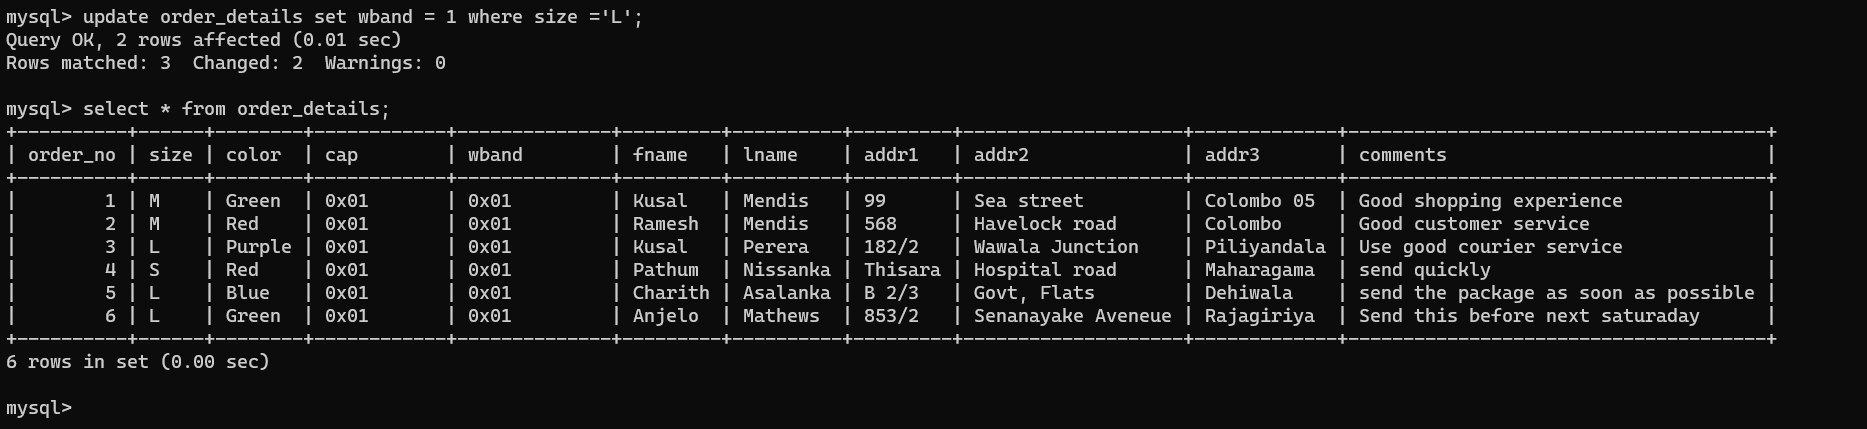 mysql> update order_details set wband = 1 where size ='L';
Query OK, 2 rows affected (0.01 sec)
Rows matched: 3  Changed: 2  Warnings: 0
mysql> select * from order_details;
+----------+------+--------+------------+--------------+---------+----------+---------+--------------------+-------------+--------------------------------------+
| order_no | size | color  | cap        | wband        | fname   | lname    | addr1   | addr2              | addr3       | comments                             |
+----------+------+--------+------------+--------------+---------+----------+---------+--------------------+-------------+--------------------------------------+
|        1 | M    | Green  | 0x01       | 0x01         | Kusal   | Mendis   | 99      | Sea street         | Colombo 05  | Good shopping experience             |
|        2 | M    | Red    | 0x01       | 0x01         | Ramesh  | Mendis   | 568     | Havelock road      | Colombo     | Good customer service                |
|        3 | L    | Purple | 0x01       | 0x01         | Kusal   | Perera   | 182/2   | Wawala Junction    | Piliyandala | Use good courier service             |
|        4 | S    | Red    | 0x01       | 0x01         | Pathum  | Nissanka | Thisara | Hospital road      | Maharagama  | send quickly                         |
|        5 | L    | Blue   | 0x01       | 0x01         | Charith | Asalanka | B 2/3   | Govt, Flats        | Dehiwala    | send the package as soon as possible |
|        6 | L    | Green  | 0x01       | 0x01         | Anjelo  | Mathews  | 853/2   | Senanayake Aveneue | Rajagiriya  | Send this before next saturaday      |
+----------+------+--------+------------+--------------+---------+----------+---------+--------------------+-------------+--------------------------------------+
6 rows in set (0.00 sec)
mysql>